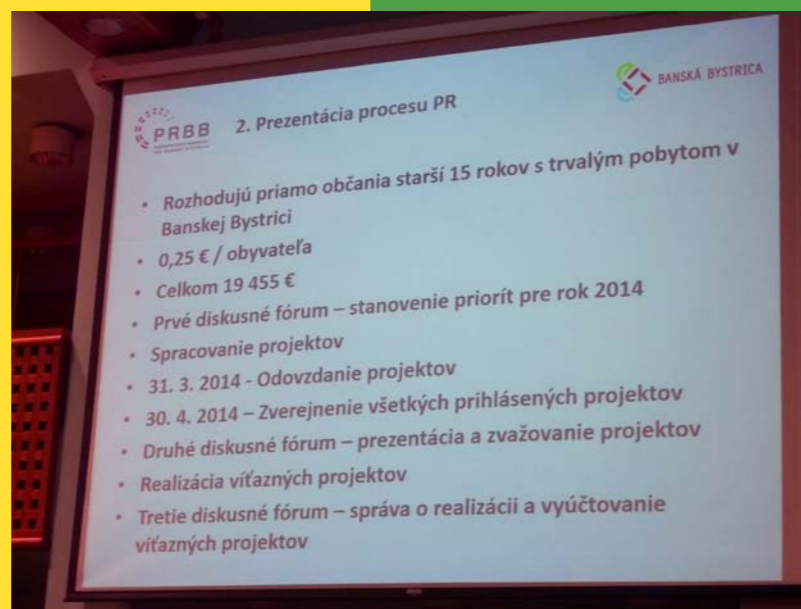 PRBB
2. Prezentácia procesu PR
BANSKÁ BYSTRICA
• Rozhodujú priamo občania starší 15 rokov s trvalým pobytom v
Banskej Bystrici
• 0,25 € / obyvateľa
• Celkom 19 455 €
• Prvé diskusné fórum – stanovenie priorít pre rok 2014
• Spracovanie projektov
• 31. 3. 2014 - Odovzdanie projektov
• 30. 4. 2014 – Zverejnenie všetkých prihlásených projektov
• Druhé diskusné fórum – prezentácia a zvažovanie projektov
• Realizácia víťazných projektov
• Tretie diskusné fórum – správa o realizácii a vyúčtovanie
víťazných projektov